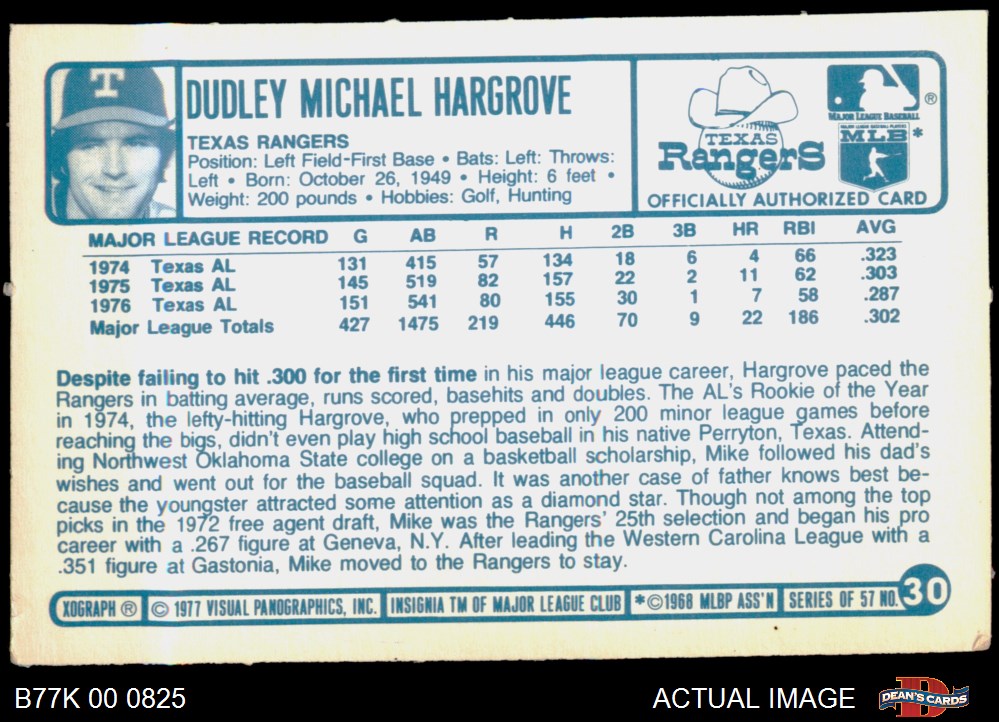 T
DUDLEY MICHAEL HARGROVE
TEXAS RANGERS
Position: Left Field-First Base • Bats: Left: Throws:
Left • Born: October 26, 1949 • Height: 6 feet •
Weight: 200 pounds • Hobbies: Golf, Hunting
TEXAS
Rangers
MAJOR LEAGUE BASEBALL ®
MAJOR LEAGUE BASEBALL PLAYERS
MLB *
OFFICIALLY AUTHORIZED CARD
MAJOR LEAGUE RECORD G AB R H 2B 3B HR RBI AVG
1974 Texas AL 131 415 57 134 18 6 4 66 .323
1975 Texas AL 145 519 82 157 22 2 11 62 .303
1976 Texas AL 151 541 80 155 30 1 7 58 .287
Major League Totals 427 1475 219 446 70 9 22 186 .302
Despite failing to hit .300 for the first time in his major league career, Hargrove paced the
Rangers in batting average, runs scored, basehits and doubles. The AL's Rookie of the Year
in 1974, the lefty-hitting Hargrove, who prepped in only 200 minor league games before
reaching the bigs, didn't even play high school baseball in his native Perryton, Texas. Attend-
ing Northwest Oklahoma State college on a basketball scholarship, Mike followed his dad's
wishes and went out for the baseball squad. It was another case of father knows best be-
cause the youngster attracted some attention as a diamond star. Though not among the top
picks in the 1972 free agent draft, Mike was the Rangers' 25th selection and began his pro
career with a .267 figure at Geneva, N.Y. After leading the Western Carolina League with a
.351 figure at Gastonia, Mike moved to the Rangers to stay.
XOGRAPH ® © 1977 VISUAL PANOGRAPHICS, INC. INSIGNIA TM OF MAJOR LEAGUE CLUB *©1968 MLBP ASS'N SERIES OF 57 NO. 30
B77K 00 0825 ACTUAL IMAGE DEAN'S CARDS